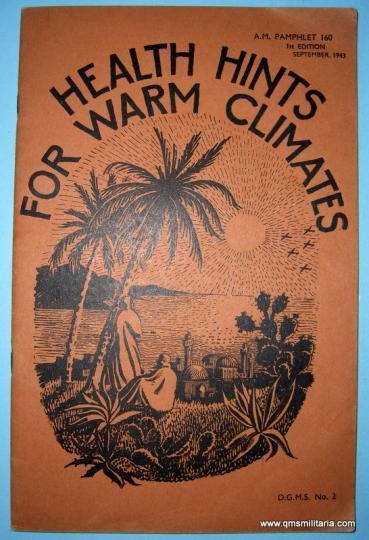 A.M. PAMPHLET 160
1ST EDITION
SEPTEMBER, 1943
HEALTH HINTS
FOR WARM CLIMATES
D.G.M.S. No. 2
www.qmsmilitaria.com